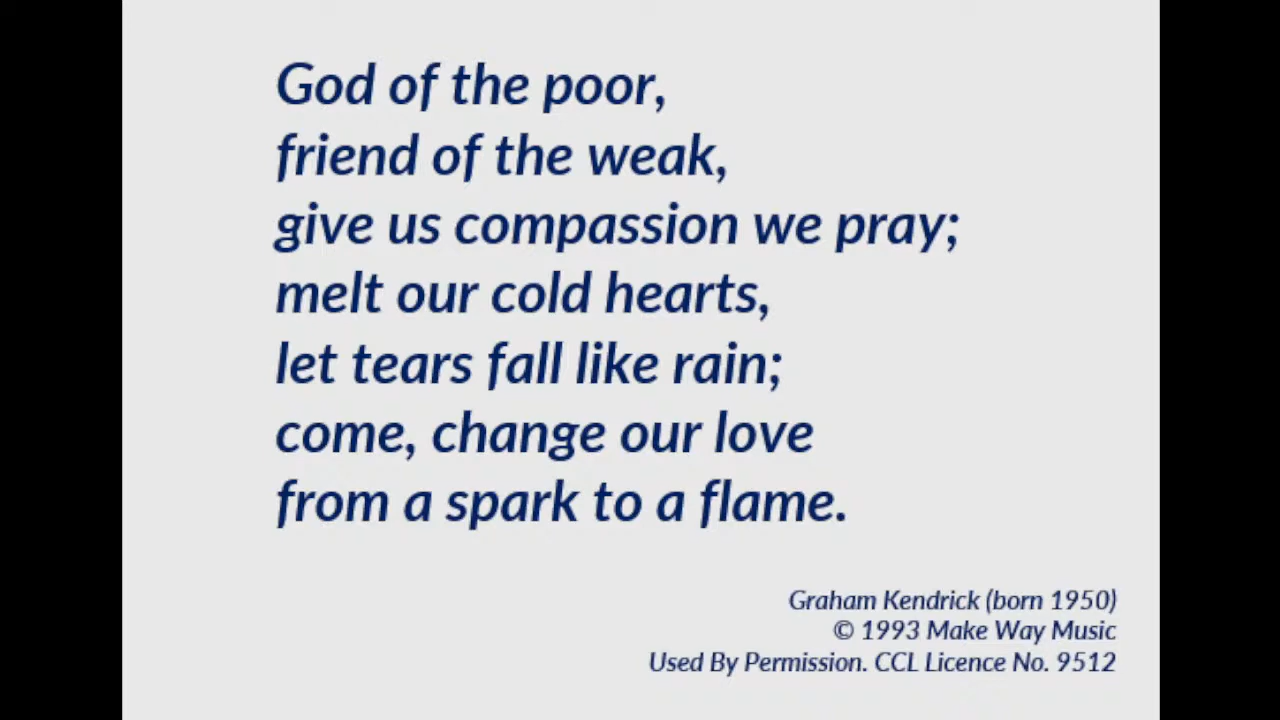 God of the poor,
friend of the weak,
give us compassion we pray;
melt our cold hearts,
let tears fall like rain;
come, change our love
from a spark to a flame.
Graham Kendrick (born 1950)
© 1993 Make Way Music
Used By Permission. CCL Licence No. 9512